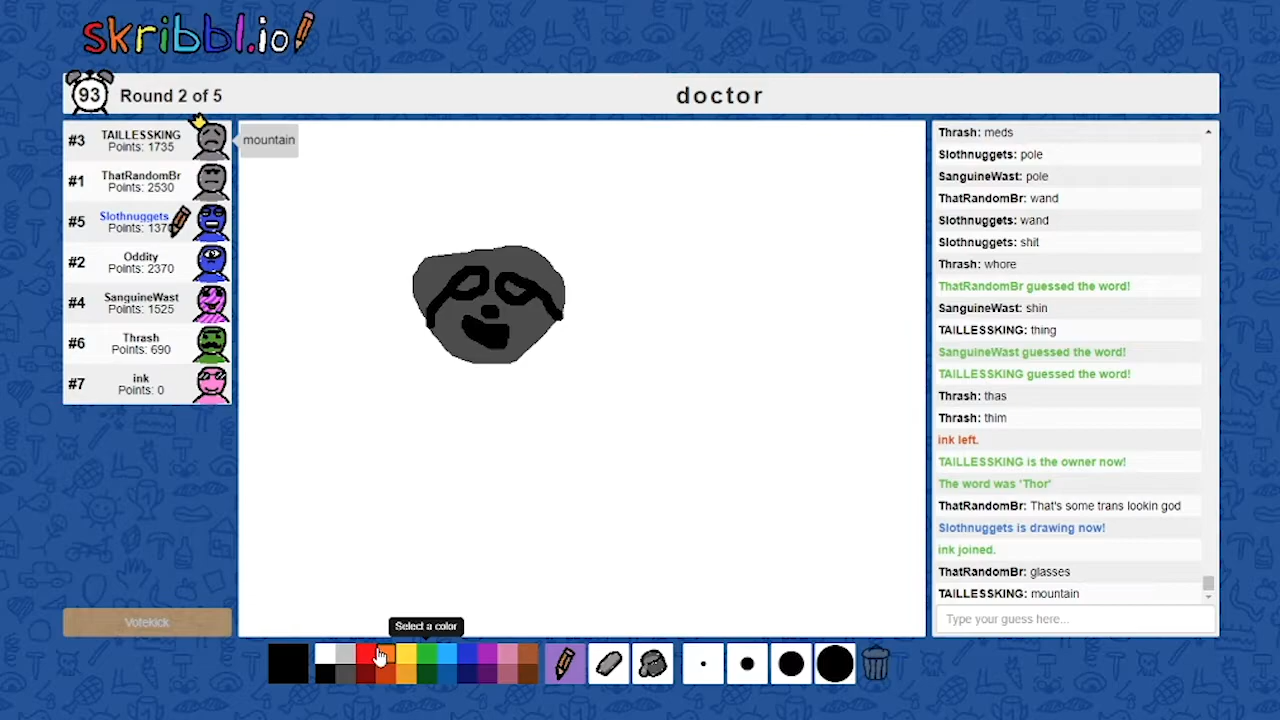 skribbl.io
93
Round 2 of 5
doctor
#3
TAILLESSKING
Points: 1735
mountain
#1
ThatRandomBr
Points: 2530
#5
Slothnuggets
Points: 1370
#2
Oddity
Points: 2370
#4
SanguineWast
Points: 1525
#6
Thrash
Points: 690
#7
ink
Points: 0
Votekick
Thrash: meds
Slothnuggets: pole
SanguineWast: pole
ThatRandomBr: wand
Slothnuggets: wand
Slothnuggets: shit
Thrash: whore
ThatRandomBr guessed the word!
SanguineWast: shin
TAILLESSKING: thing
SanguineWast guessed the word!
TAILLESSKING guessed the word!
Thrash: thas
Thrash: thim
ink left.
TAILLESSKING is the owner now!
The word was 'Thor'
ThatRandomBr: That's some trans lookin god
Slothnuggets is drawing now!
ink joined.
ThatRandomBr: glasses
TAILLESSKING: mountain
Type your guess here...
Select a color